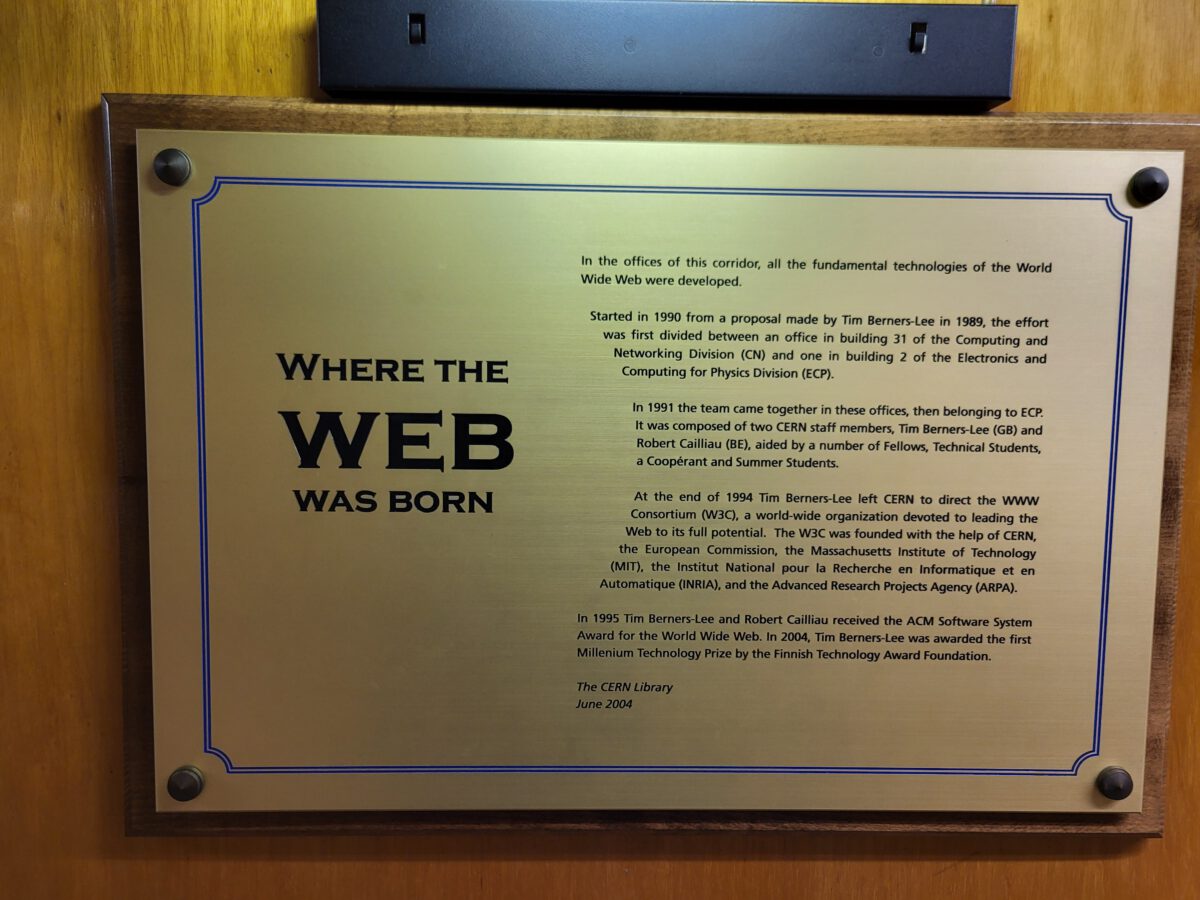 WHERE THE
WEB
WAS BORN
In the offices of this corridor, all the fundamental technologies of the World
Wide Web were developed.
Started in 1990 from a proposal made by Tim Berners-Lee in 1989, the effort
was first divided between an office in building 31 of the Computing and
Networking Division (CN) and one in building 2 of the Electronics and
Computing for Physics Division (ECP).
In 1991 the team came together in these offices, then belonging to ECP.
It was composed of two CERN staff members, Tim Berners-Lee (GB) and
Robert Cailliau (BE), aided by a number of Fellows, Technical Students,
a Coopérant and Summer Students.
At the end of 1994 Tim Berners-Lee left CERN to direct the WWW
Consortium (W3C), a world-wide organization devoted to leading the
Web to its full potential. The W3C was founded with the help of CERN,
the European Commission, the Massachusetts Institute of Technology
(MIT), the Institut National pour la Recherche en Informatique et en
Automatique (INRIA), and the Advanced Research Projects Agency (ARPA).
In 1995 Tim Berners-Lee and Robert Cailliau received the ACM Software System
Award for the World Wide Web. In 2004, Tim Berners-Lee was awarded the first
Millenium Technology Prize by the Finnish Technology Award Foundation.
The CERN Library
June 2004